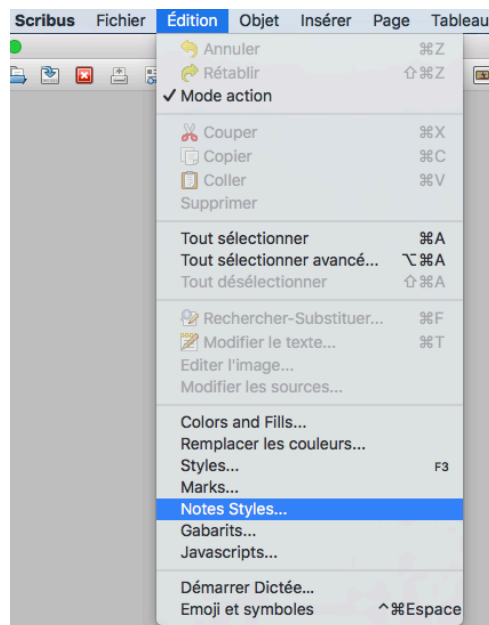 Scribus Fichier Édition Objet Insérer Page Tableau
Annuler ⌘Z
Rétablir ⇧⌘Z
✓ Mode action
Couper ⌘X
Copier ⌘C
Coller ⌘V
Supprimer
Tout sélectionner ⌘A
Tout sélectionner avancé... ⌥⌘A
Tout désélectionner ⇧⌘A
Rechercher-Substituer... ⌘F
Modifier le texte... ⌘T
Editer l'image...
Modifier les sources...
Colors and Fills...
Remplacer les couleurs...
Styles... F3
Marks...
Notes Styles...
Gabarits...
Javascripts...
Démarrer Dictée...
Emoji et symboles ^⌘Espace